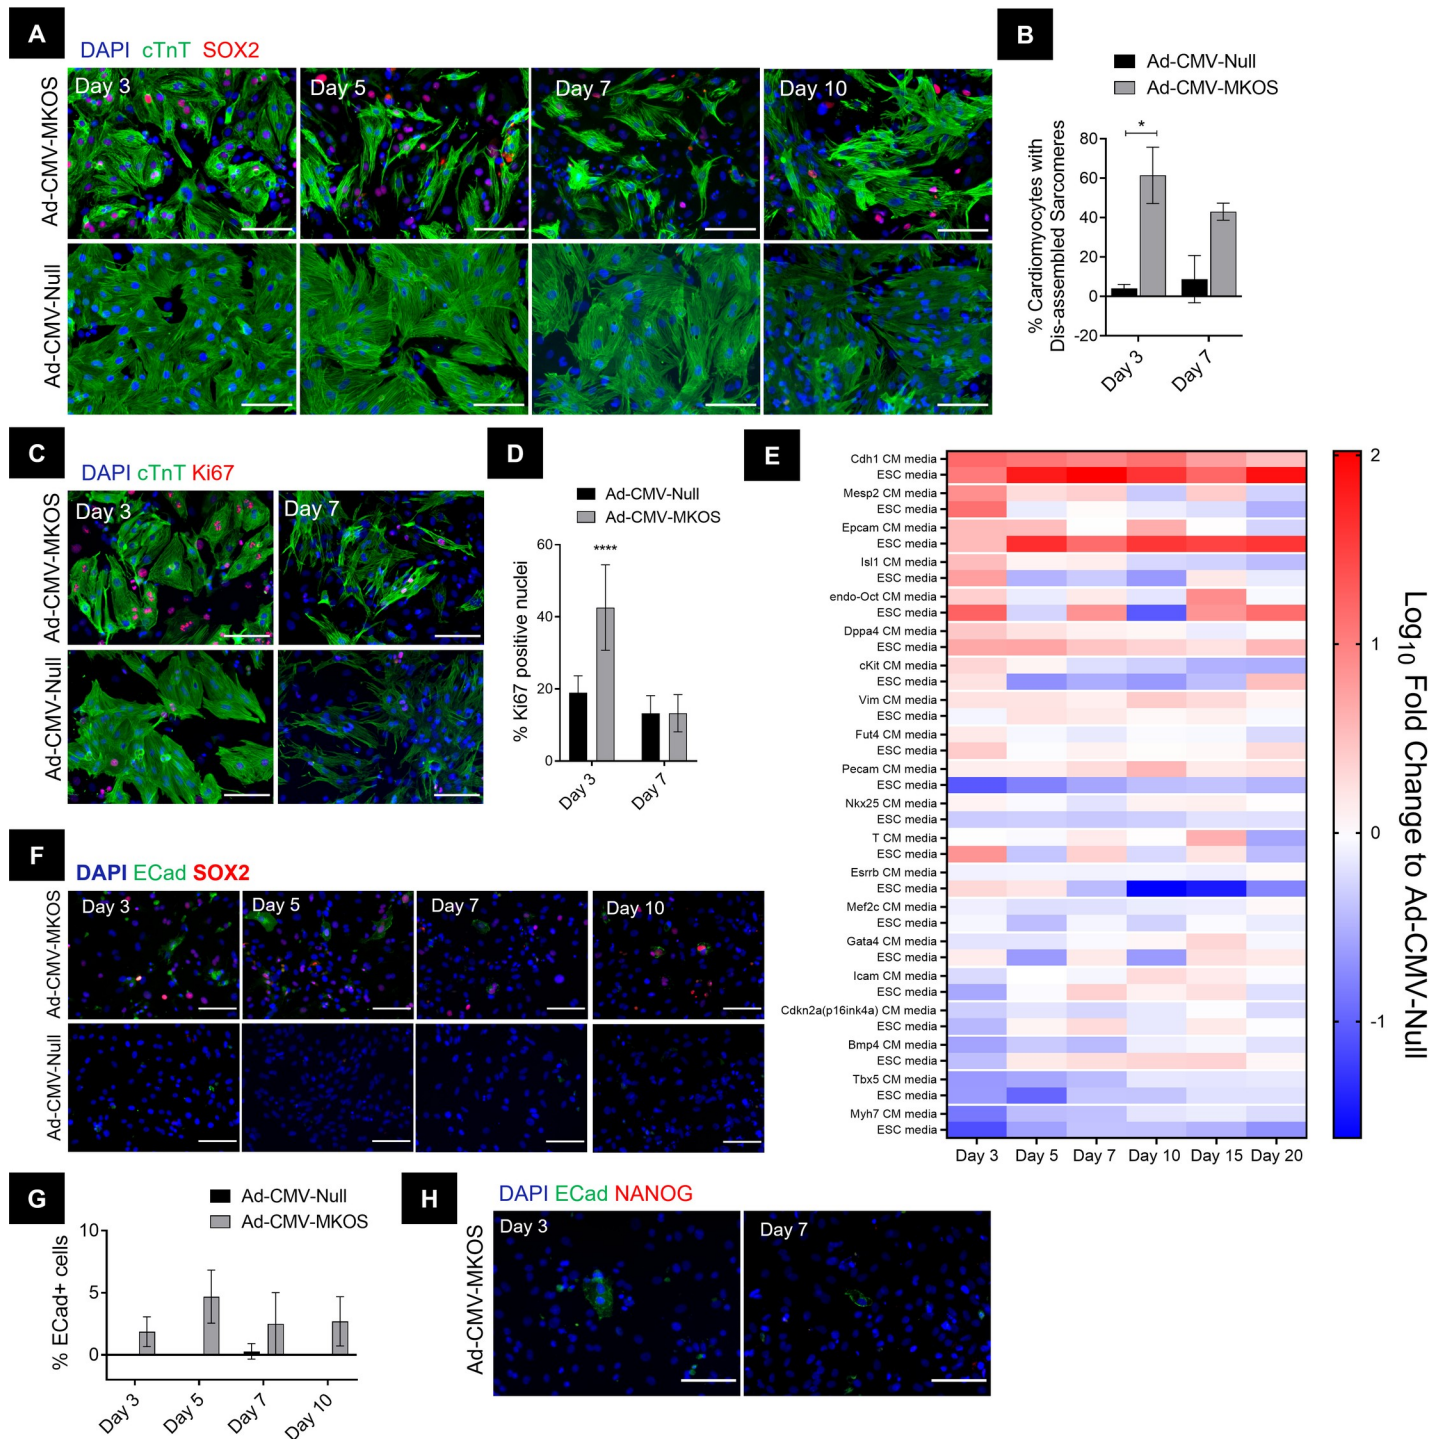 A
DAPI cTnT SOX2
Ad-CMV-MKOS
Day 3
Day 5
Day 7
Day 10
Ad-CMV-Null
B
Ad-CMV-Null
Ad-CMV-MKOS
% Cardiomyocytes with
Dis-assembled Sarcomeres
*
80
60
40
20
0
-20
Day 3
Day 7
C
DAPI cTnT Ki67
Ad-CMV-MKOS
Day 3
Day 7
Ad-CMV-Null
D
Ad-CMV-Null
Ad-CMV-MKOS
% Ki67 positive nuclei
****
60
40
20
0
Day 3
Day 7
E
Cdh1 CM media
ESC media
Mesp2 CM media
ESC media
Epcam CM media
ESC media
Isl1 CM media
ESC media
endo-Oct CM media
ESC media
Dppa4 CM media
ESC media
cKit CM media
ESC media
Vim CM media
ESC media
Fut4 CM media
ESC media
Pecam CM media
ESC media
Nkx25 CM media
ESC media
T CM media
ESC media
Esrrb CM media
ESC media
Mef2c CM media
ESC media
Gata4 CM media
ESC media
Icam CM media
ESC media
Cdkn2a(p16ink4a) CM media
ESC media
Bmp4 CM media
ESC media
Tbx5 CM media
ESC media
Myh7 CM media
ESC media
Day 3 Day 5 Day 7 Day 10 Day 15 Day 20
2
1
0
-1
Log10 Fold Change to Ad-CMV-Null
F
DAPI ECad SOX2
Ad-CMV-MKOS
Day 3
Day 5
Day 7
Day 10
Ad-CMV-Null
G
Ad-CMV-Null
Ad-CMV-MKOS
% ECad+ cells
10
5
0
Day 3
Day 5
Day 7
Day 10
H
DAPI ECad NANOG
Ad-CMV-MKOS
Day 3
Day 7